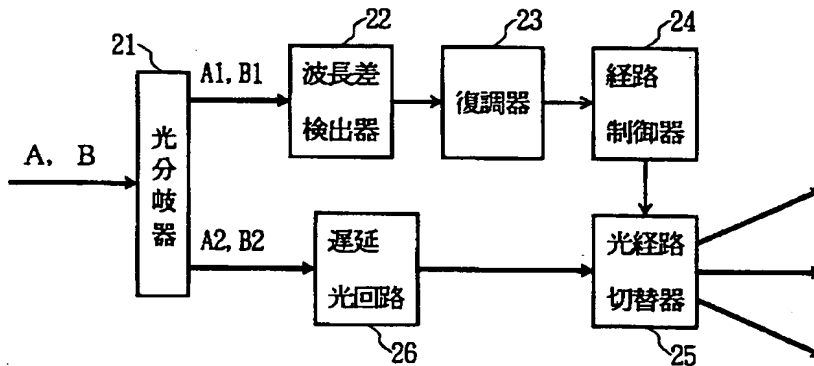 21
22
23
24
A1, B1
波長差
検出器
復調器
経路
制御器
A, B
光分岐器
A2, B2
遅延
光回路
光経路
切替器
26
25